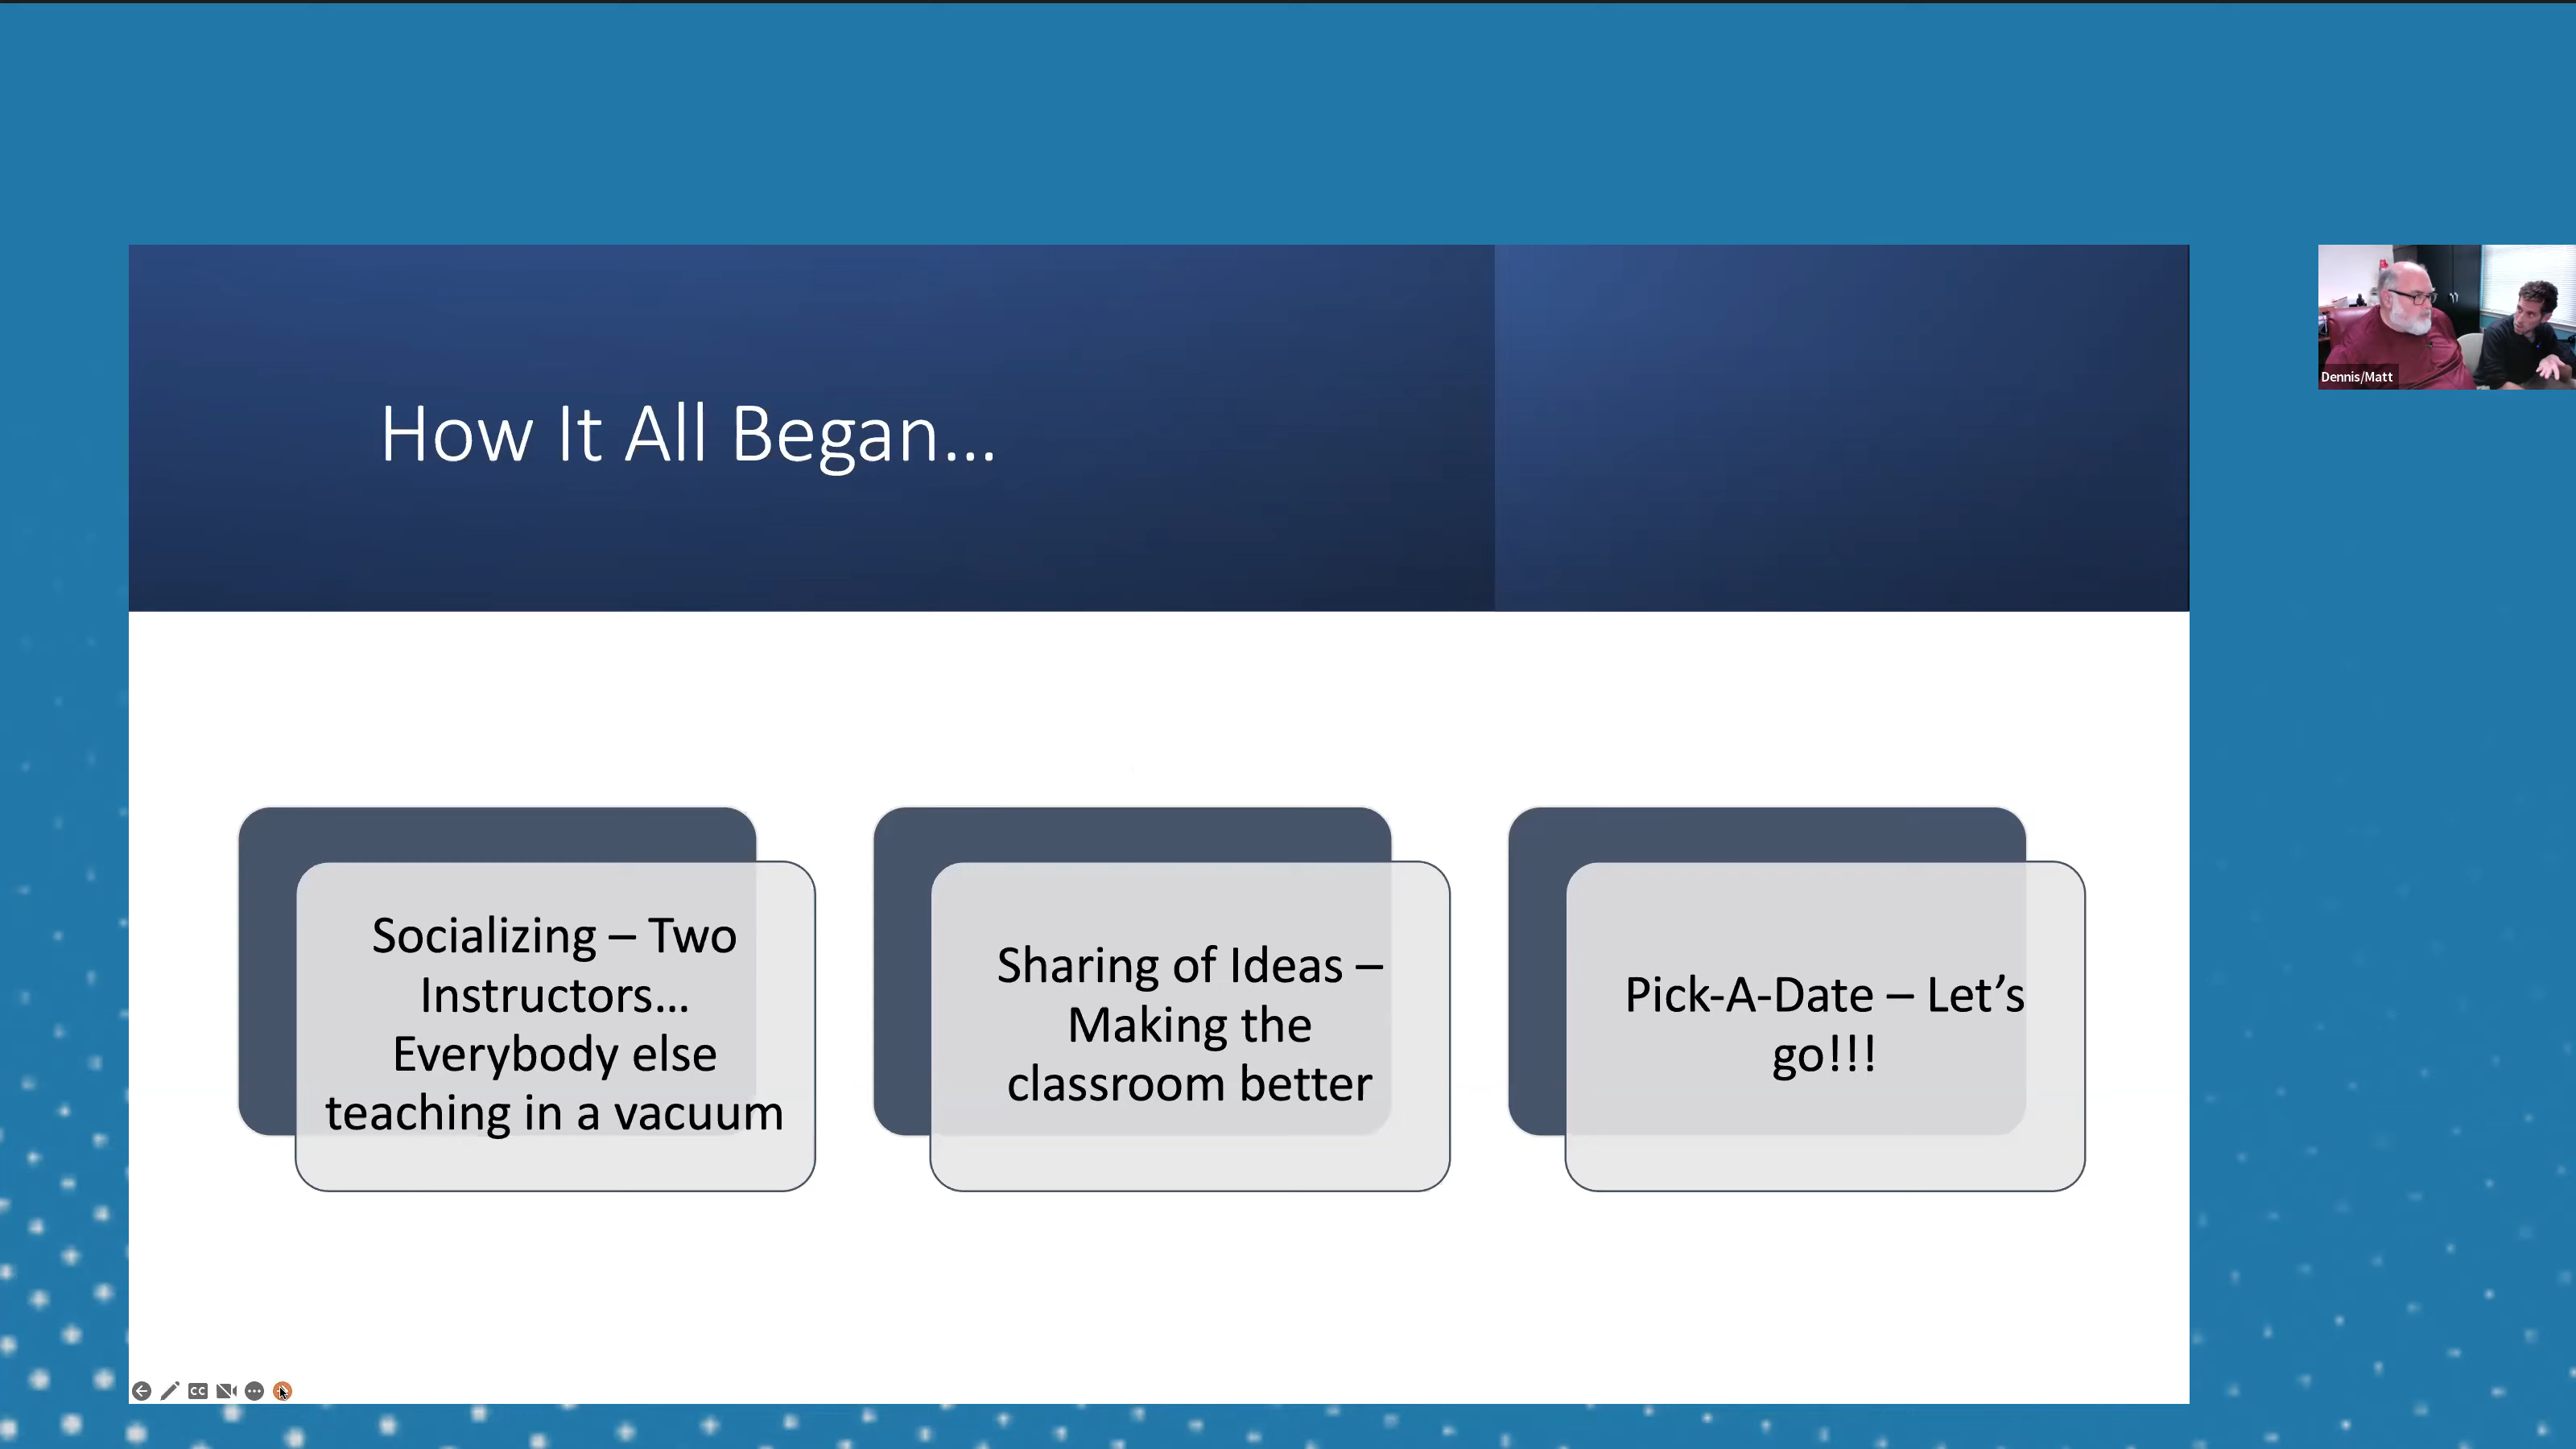 How It All Began…
Socializing – Two
Instructors…
Everybody else
teaching in a vacuum
Sharing of Ideas –
Making the
classroom better
Pick-A-Date – Let’s
go!!!
Dennis/Matt
CC